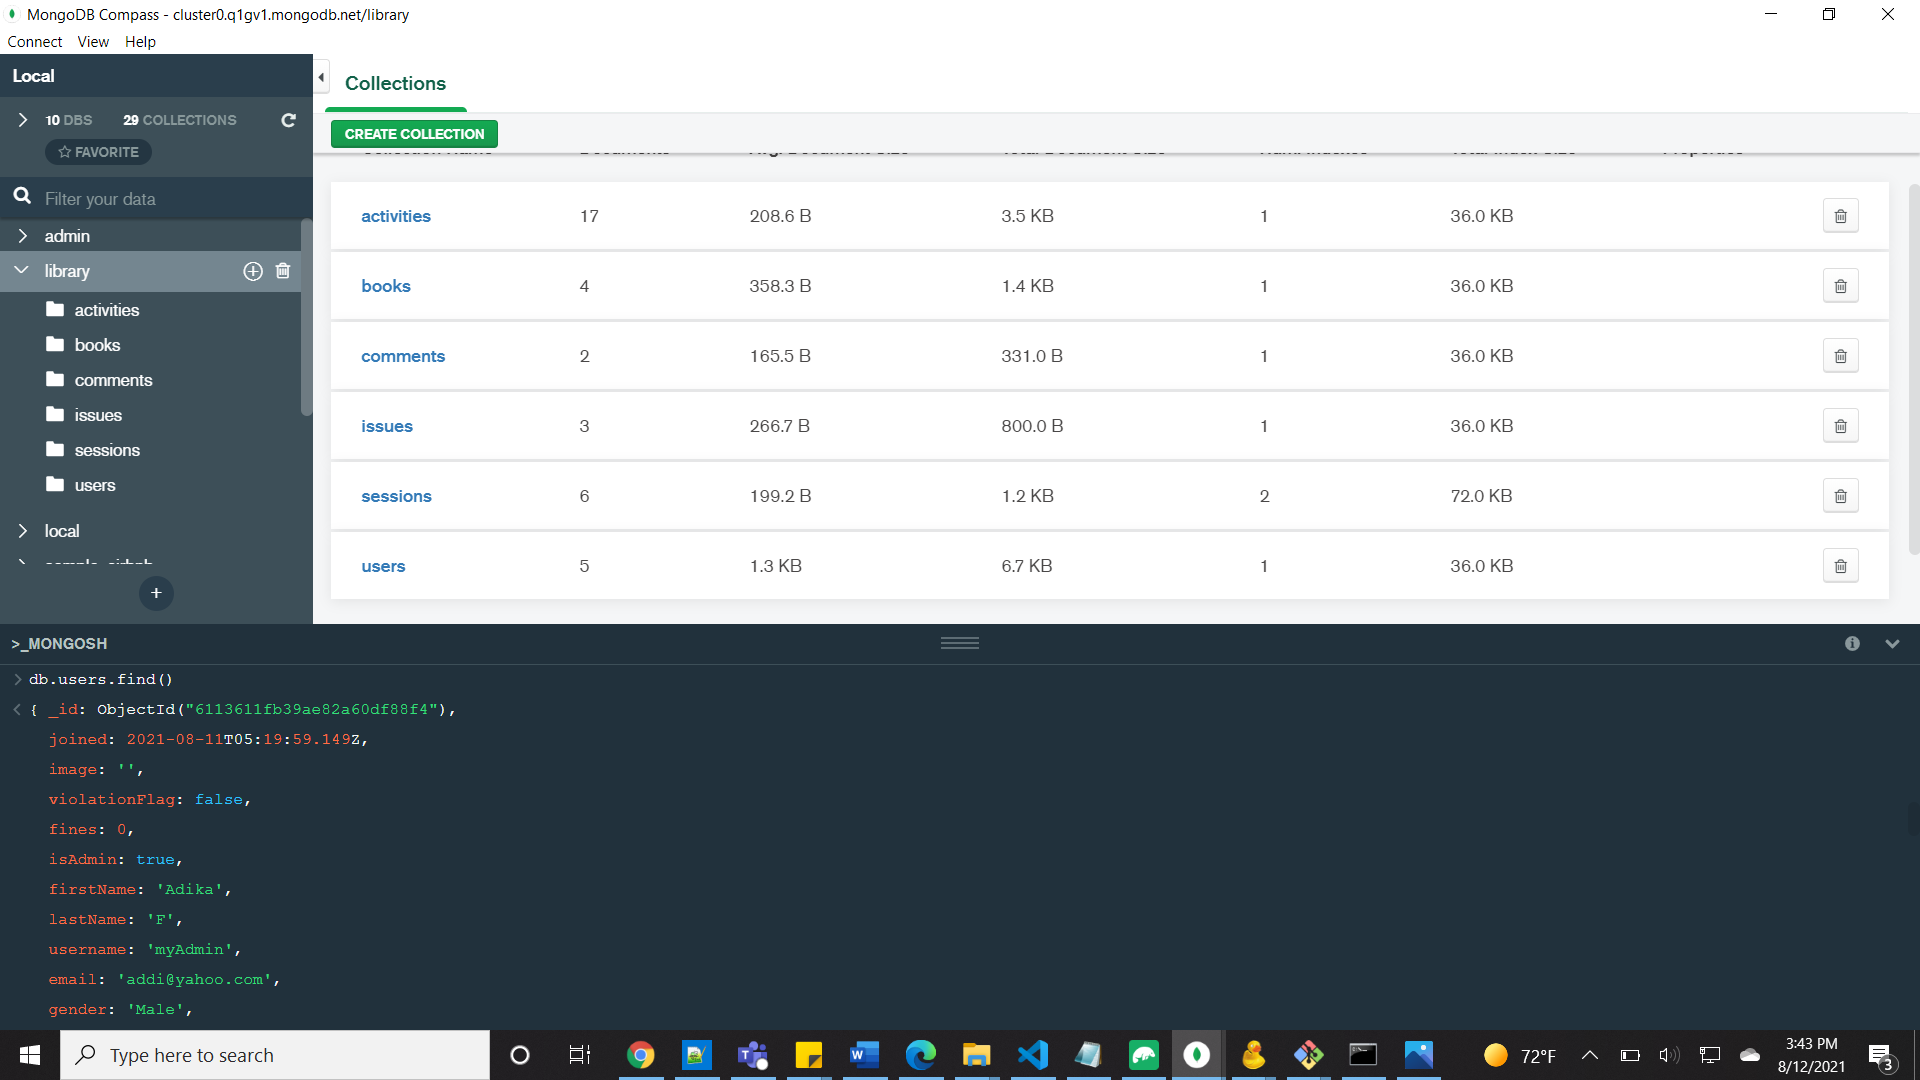 MongoDB Compass - cluster0.q1gv1.mongodb.net/library
Connect View Help
Local
10 DBS 29 COLLECTIONS
FAVORITE
Filter your data
admin
library
activities
books
comments
issues
sessions
users
local
Collections
CREATE COLLECTION
activities 17 208.6 B 3.5 KB 1 36.0 KB
books 4 358.3 B 1.4 KB 1 36.0 KB
comments 2 165.5 B 331.0 B 1 36.0 KB
issues 3 266.7 B 800.0 B 1 36.0 KB
sessions 6 199.2 B 1.2 KB 2 72.0 KB
users 5 1.3 KB 6.7 KB 1 36.0 KB
>_MONGOSH
> db.users.find()
< { _id: ObjectId("6113611fb39ae82a60df88f4"),
joined: 2021-08-11T05:19:59.149Z,
image: '',
violationFlag: false,
fines: 0,
isAdmin: true,
firstName: 'Adika',
lastName: 'F',
username: 'myAdmin',
email: 'addi@yahoo.com',
gender: 'Male',
Type here to search
72°F
3:43 PM
8/12/2021
3